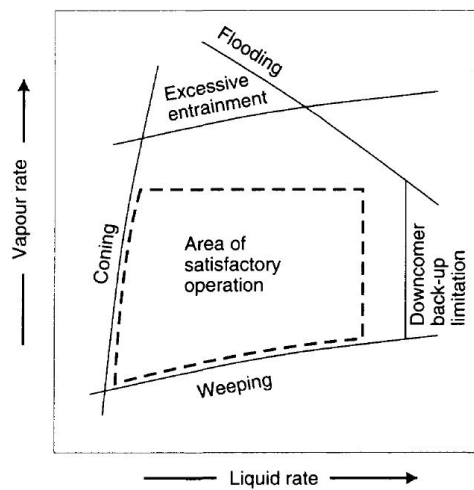 Flooding
Excessive
entrainment
Vapour rate
Coning
Area of
satisfactory
operation
Downcomer
back-up
limitation
Weeping
Liquid rate